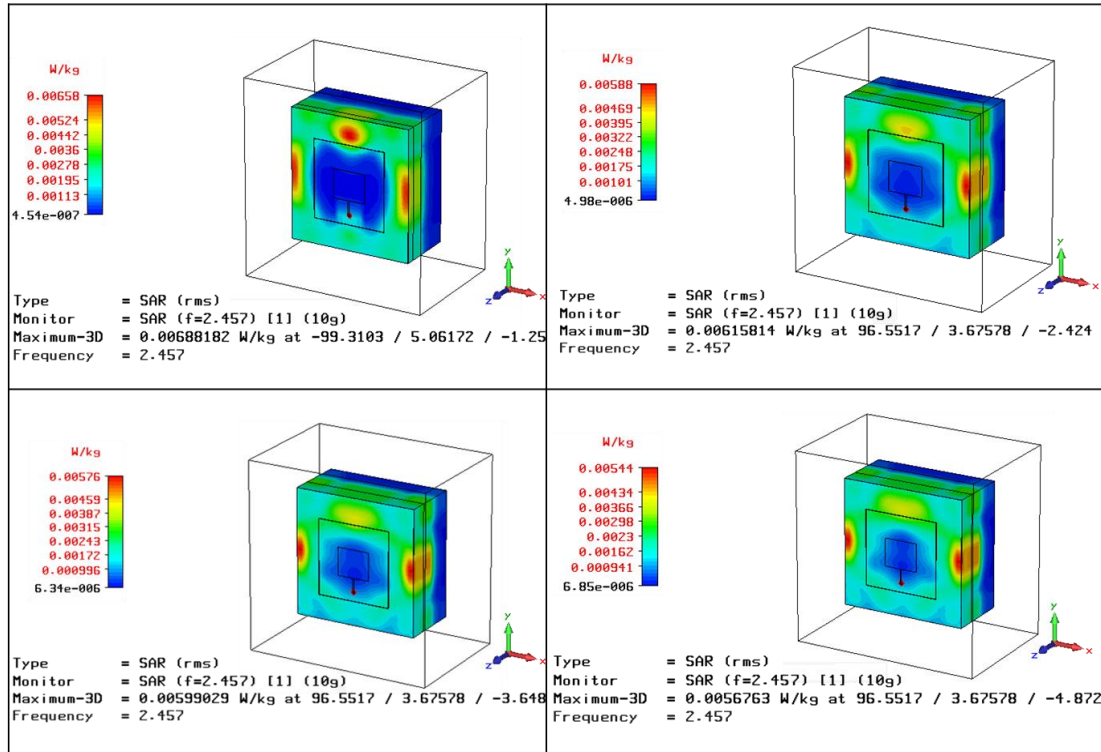 W/kg
0.00658
0.00524
0.00442
0.0036
0.00278
0.00195
0.00113
4.54e-007
y
z
x
Type = SAR (rms)
Monitor = SAR (f=2.457) [1] (10g)
Maximum-3D = 0.00688182 W/kg at -99.3103 / 5.06172 / -1.25
Frequency = 2.457
W/kg
0.00588
0.00469
0.00395
0.00322
0.00248
0.00175
0.00101
4.98e-006
y
z
x
Type = SAR (rms)
Monitor = SAR (f=2.457) [1] (10g)
Maximum-3D = 0.00615814 W/kg at 96.5517 / 3.67578 / -2.424
Frequency = 2.457
W/kg
0.00576
0.00459
0.00387
0.00315
0.00243
0.00172
0.000996
6.34e-006
y
z
x
Type = SAR (rms)
Monitor = SAR (f=2.457) [1] (10g)
Maximum-3D = 0.00599029 W/kg at 96.5517 / 3.67578 / -3.648
Frequency = 2.457
W/kg
0.00544
0.00434
0.00366
0.00298
0.0023
0.00162
0.000941
6.85e-006
y
z
x
Type = SAR (rms)
Monitor = SAR (f=2.457) [1] (10g)
Maximum-3D = 0.0056763 W/kg at 96.5517 / 3.67578 / -4.872
Frequency = 2.457